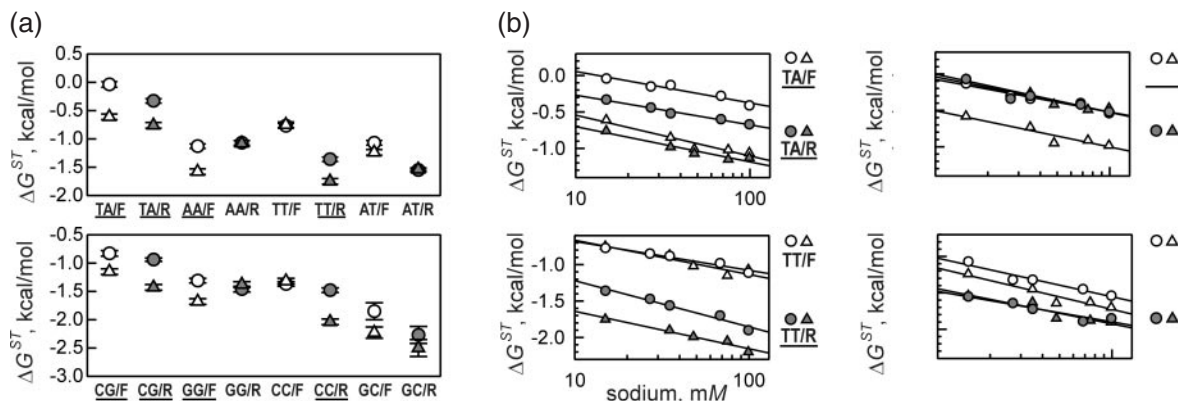 (a)
(b)
ΔG^ST, kcal/mol
0.5
0.0
-0.5
-1.0
-1.5
-2.0
TA/F TA/R AA/F AA/R TT/F TT/R AT/F AT/R
ΔG^ST, kcal/mol
-0.5
-1.0
-1.5
-2.0
-2.5
-3.0
CG/F CG/R GG/F GG/R CC/F CC/R GC/F GC/R
ΔG^ST, kcal/mol
0.0
-0.5
-1.0
10 100
TA/F
TA/R
ΔG^ST, kcal/mol
-1.0
-1.5
-2.0
10 100
sodium, mM
TT/F
TT/R
ΔG^ST, kcal/mol
ΔG^ST, kcal/mol